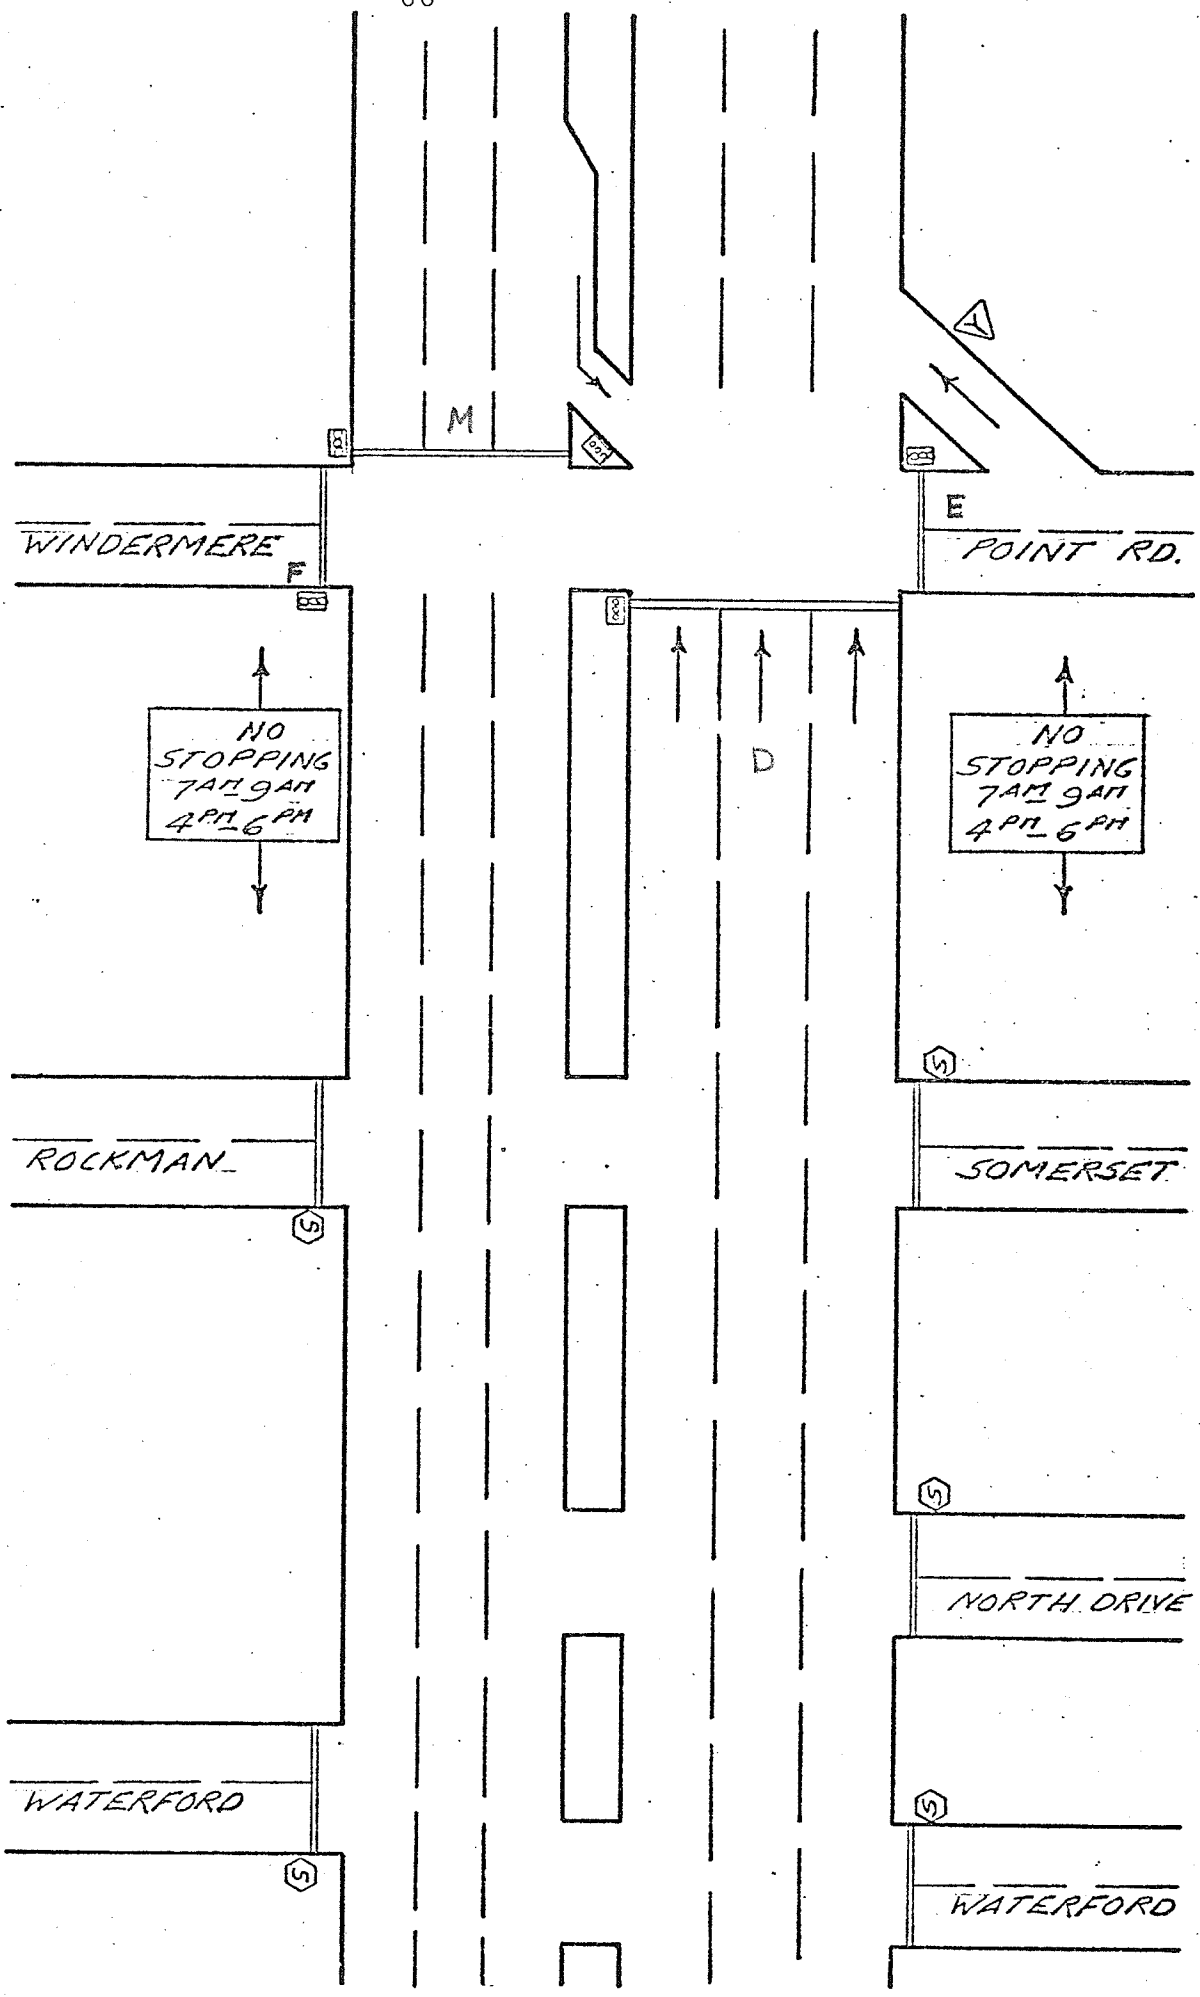 Y
M
E
WINDERMERE
POINT RD.
F
NO
STOPPING
7AM 9AM
4PM-6PM
NO
STOPPING
7AM 9AM
4PM-6PM
D
S
ROCKMAN
SOMERSET
S
S
NORTH DRIVE
WATERFORD
S
S
WATERFORD